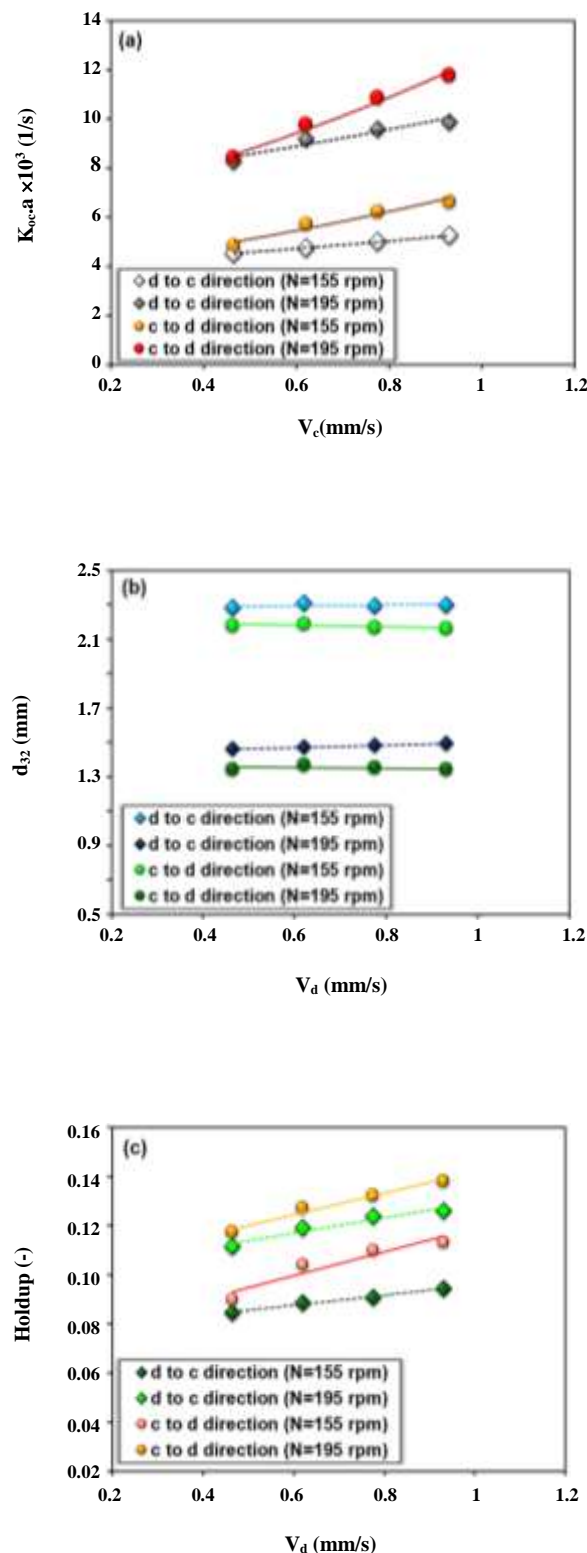 (a)
14
12
10
8
6
4
2
0
Koc.a ×10³ (1/s)
d to c direction (N=155 rpm)
d to c direction (N=195 rpm)
c to d direction (N=155 rpm)
c to d direction (N=195 rpm)
0.2 0.4 0.6 0.8 1 1.2
Vc(mm/s)
(b)
2.5
2.1
1.7
1.3
0.9
0.5
d32 (mm)
d to c direction (N=155 rpm)
d to c direction (N=195 rpm)
c to d direction (N=155 rpm)
c to d direction (N=195 rpm)
0.2 0.4 0.6 0.8 1 1.2
Vd (mm/s)
(c)
0.16
0.14
0.12
0.10
0.08
0.06
0.04
0.02
Holdup (-)
d to c direction (N=155 rpm)
d to c direction (N=195 rpm)
c to d direction (N=155 rpm)
c to d direction (N=195 rpm)
0.2 0.4 0.6 0.8 1 1.2
Vd (mm/s)